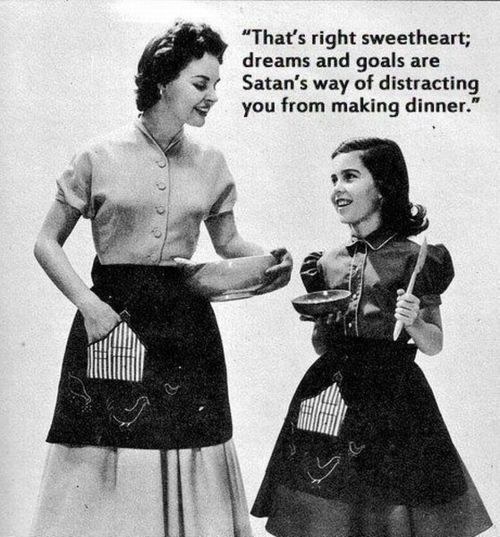 "That's right sweetheart;
dreams and goals are
Satan's way of distracting
you from making dinner."